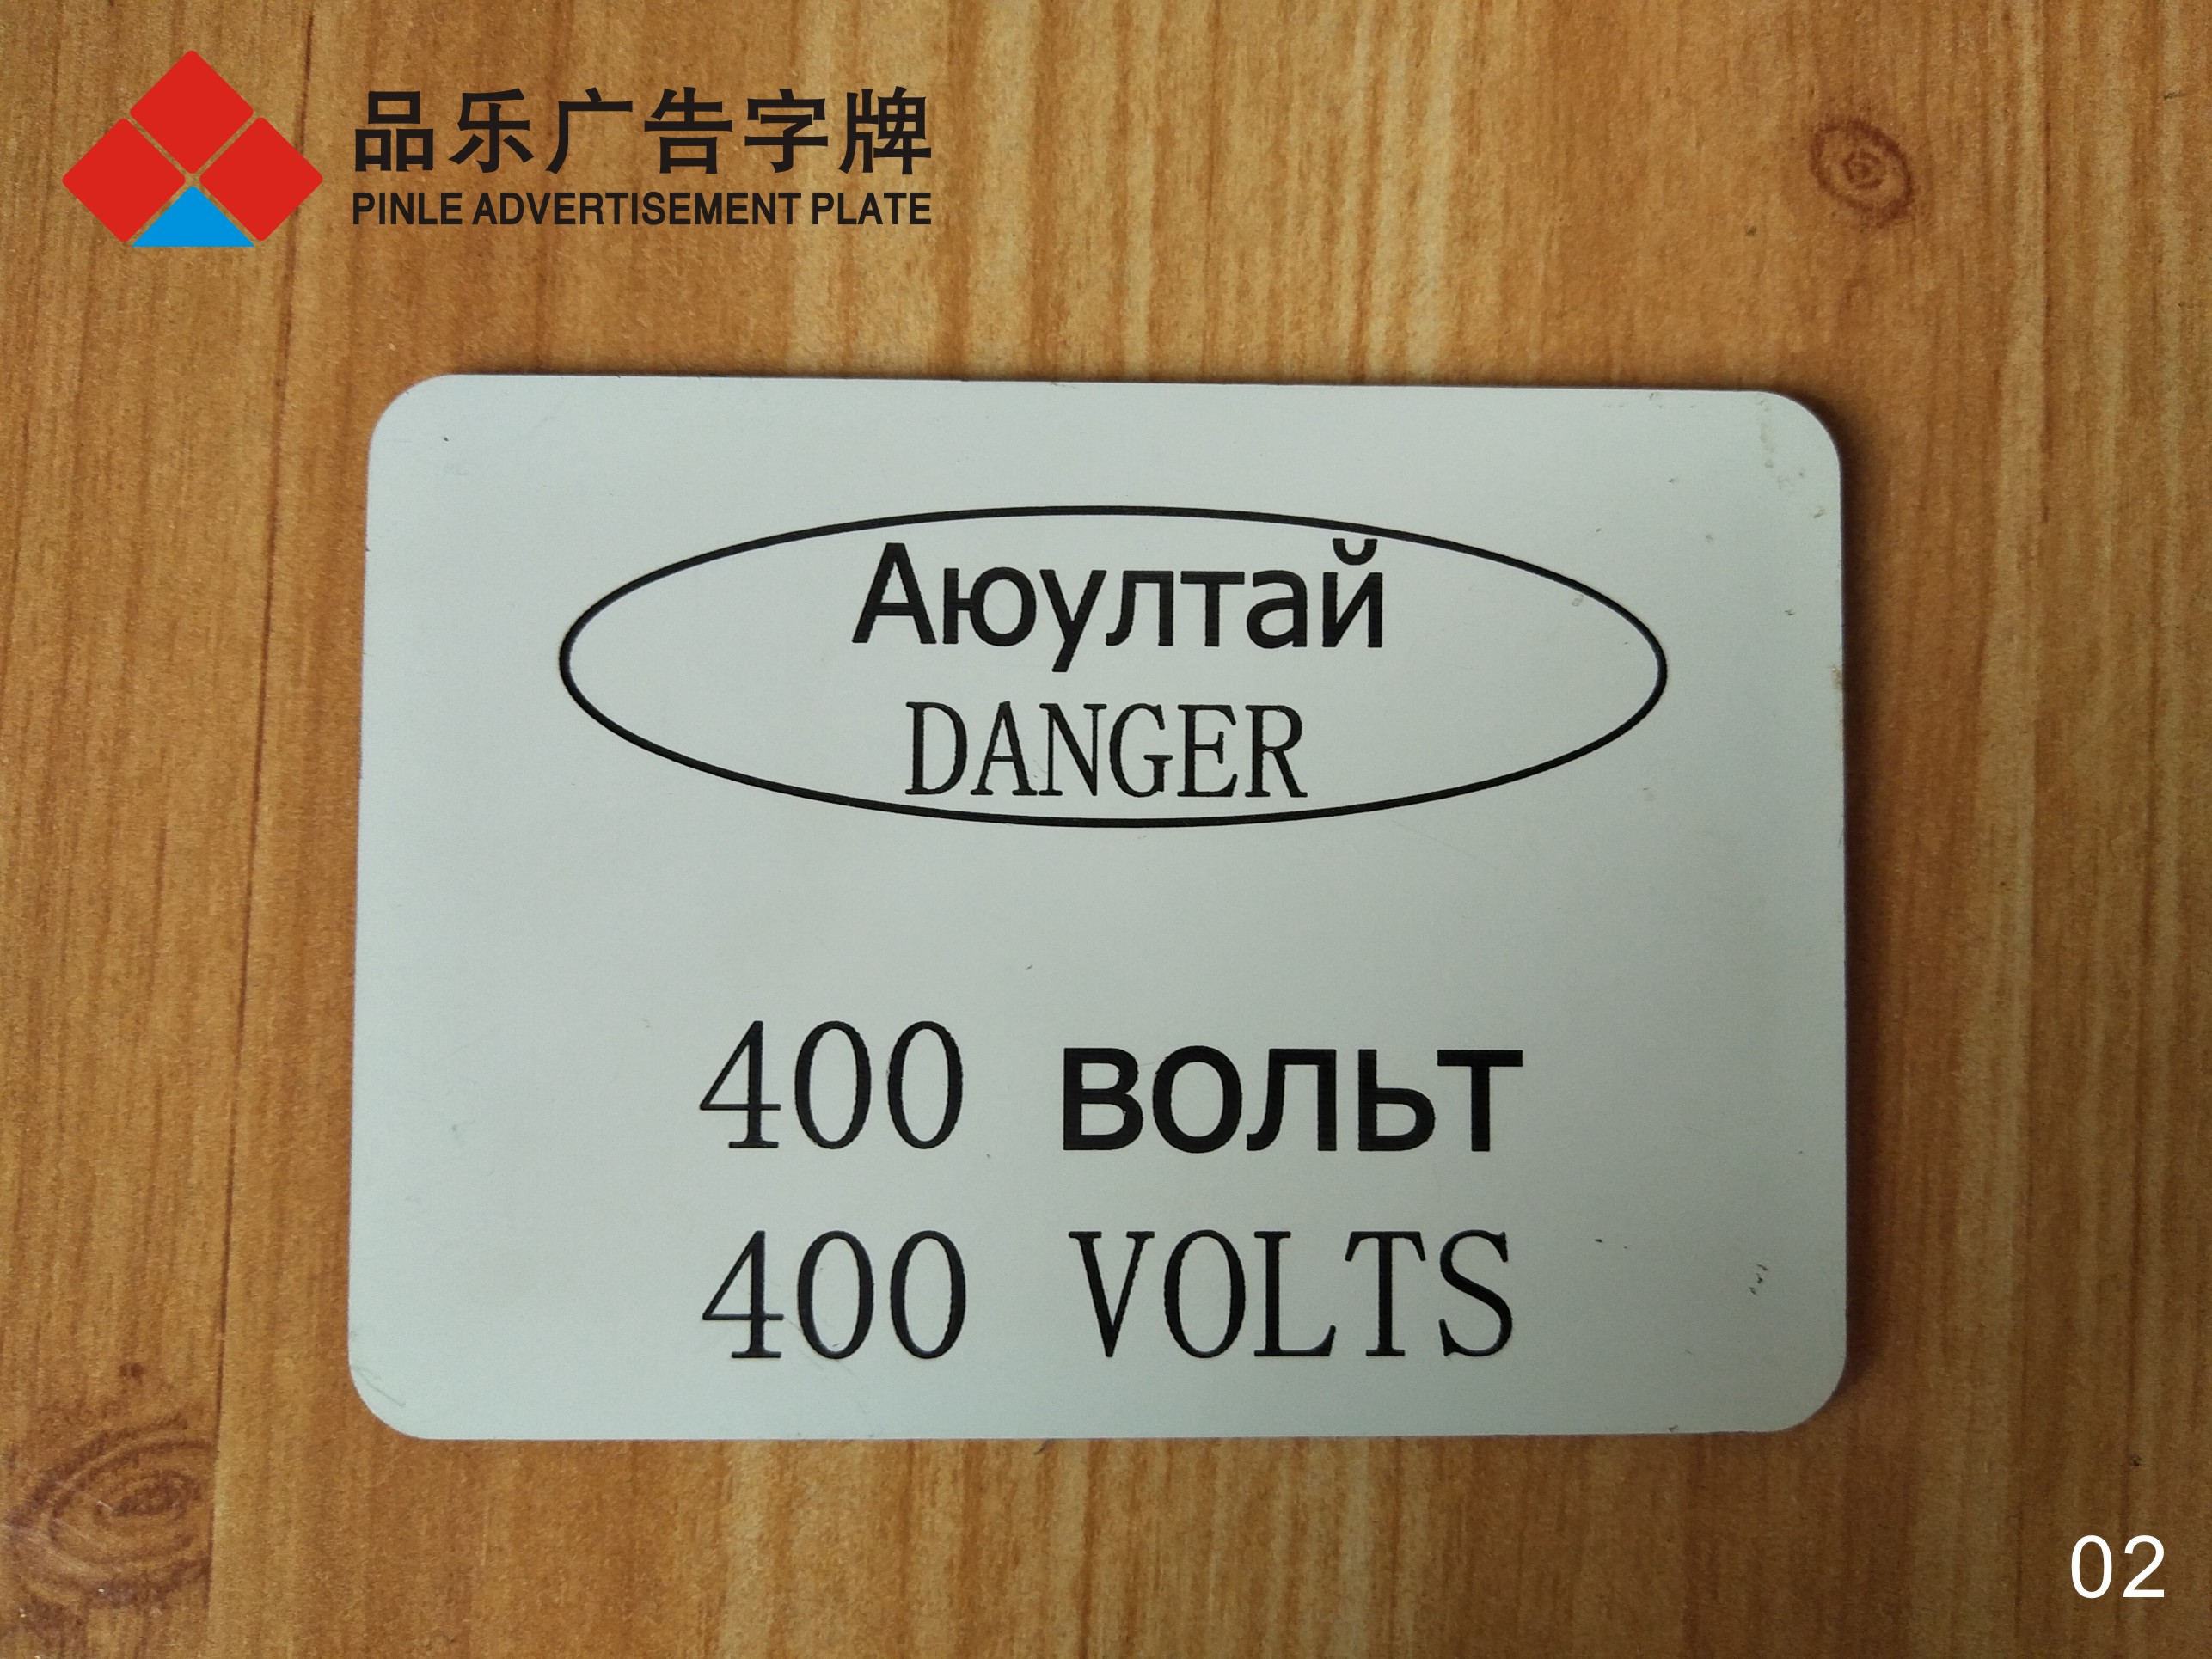 品乐广告字牌
PINLE ADVERTISEMENT PLATE
Аюултай
DANGER
400 вольт
400 VOLTS
02